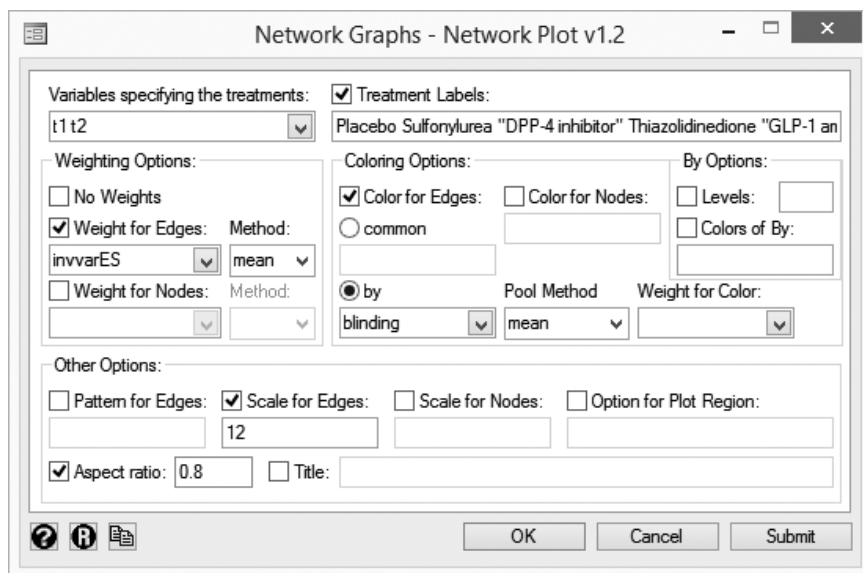 Network Graphs - Network Plot v1.2
Variables specifying the treatments: Treatment Labels:
t1 t2 Placebo Sulfonylurea "DPP-4 inhibitor" Thiazolidinedione "GLP-1 an
Weighting Options: Coloring Options: By Options:
No Weights Color for Edges: Color for Nodes: Levels:
Weight for Edges: Method: common Colors of By:
invvarES mean
Weight for Nodes: Method: by Pool Method Weight for Color:
blinding mean
Other Options:
Pattern for Edges: Scale for Edges: Scale for Nodes: Option for Plot Region:
12
Aspect ratio: 0.8 Title:
OK Cancel Submit